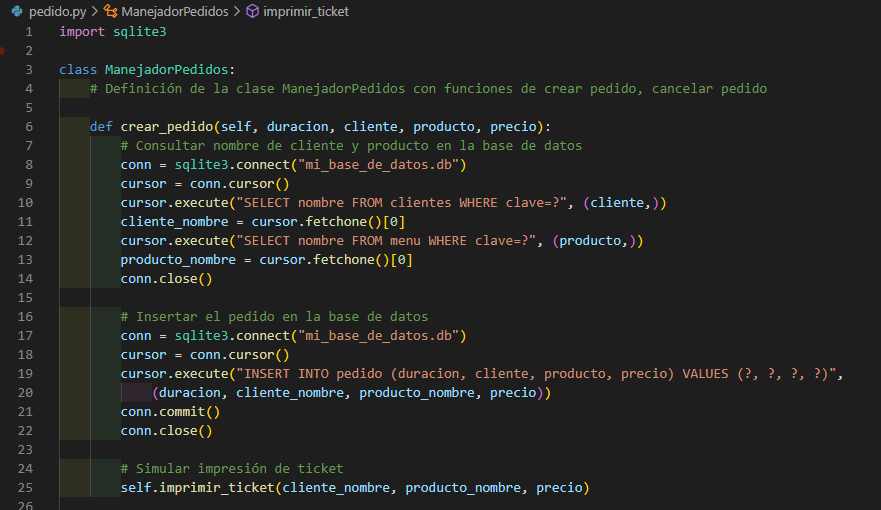 pedido.py > ManejadorPedidos > imprimir_ticket
1 import sqlite3
2
3 class ManejadorPedidos:
4     # Definición de la clase ManejadorPedidos con funciones de crear pedido, cancelar pedido
5
6     def crear_pedido(self, duracion, cliente, producto, precio):
7         # Consultar nombre de cliente y producto en la base de datos
8         conn = sqlite3.connect("mi_base_de_datos.db")
9         cursor = conn.cursor()
10         cursor.execute("SELECT nombre FROM clientes WHERE clave=?", (cliente,))
11         cliente_nombre = cursor.fetchone()[0]
12         cursor.execute("SELECT nombre FROM menu WHERE clave=?", (producto,))
13         producto_nombre = cursor.fetchone()[0]
14         conn.close()
15
16         # Insertar el pedido en la base de datos
17         conn = sqlite3.connect("mi_base_de_datos.db")
18         cursor = conn.cursor()
19         cursor.execute("INSERT INTO pedido (duracion, cliente, producto, precio) VALUES (?, ?, ?, ?)",
20             (duracion, cliente_nombre, producto_nombre, precio))
21         conn.commit()
22         conn.close()
23
24         # Simular impresión de ticket
25         self.imprimir_ticket(cliente_nombre, producto_nombre, precio)
26